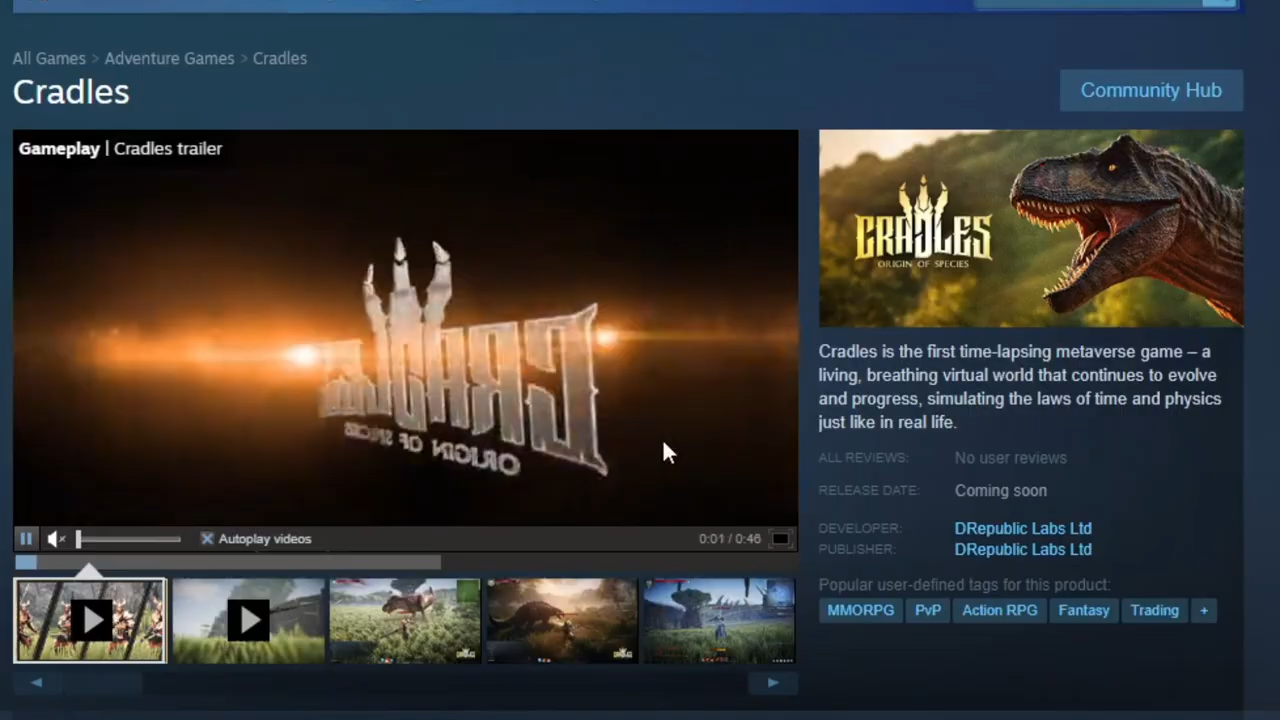 All Games > Adventure Games > Cradles
Cradles
Community Hub
Gameplay | Cradles trailer
CRADLES
ORIGIN OF SPECIES
CRADLES
ORIGIN OF SPECIES
Cradles is the first time-lapsing metaverse game – a
living, breathing virtual world that continues to evolve
and progress, simulating the laws of time and physics
just like in real life.
ALL REVIEWS: No user reviews
RELEASE DATE: Coming soon
DEVELOPER: DRepublic Labs Ltd
PUBLISHER: DRepublic Labs Ltd
Popular user-defined tags for this product:
MMORPG PvP Action RPG Fantasy Trading +
Autoplay videos 0:01 / 0:46